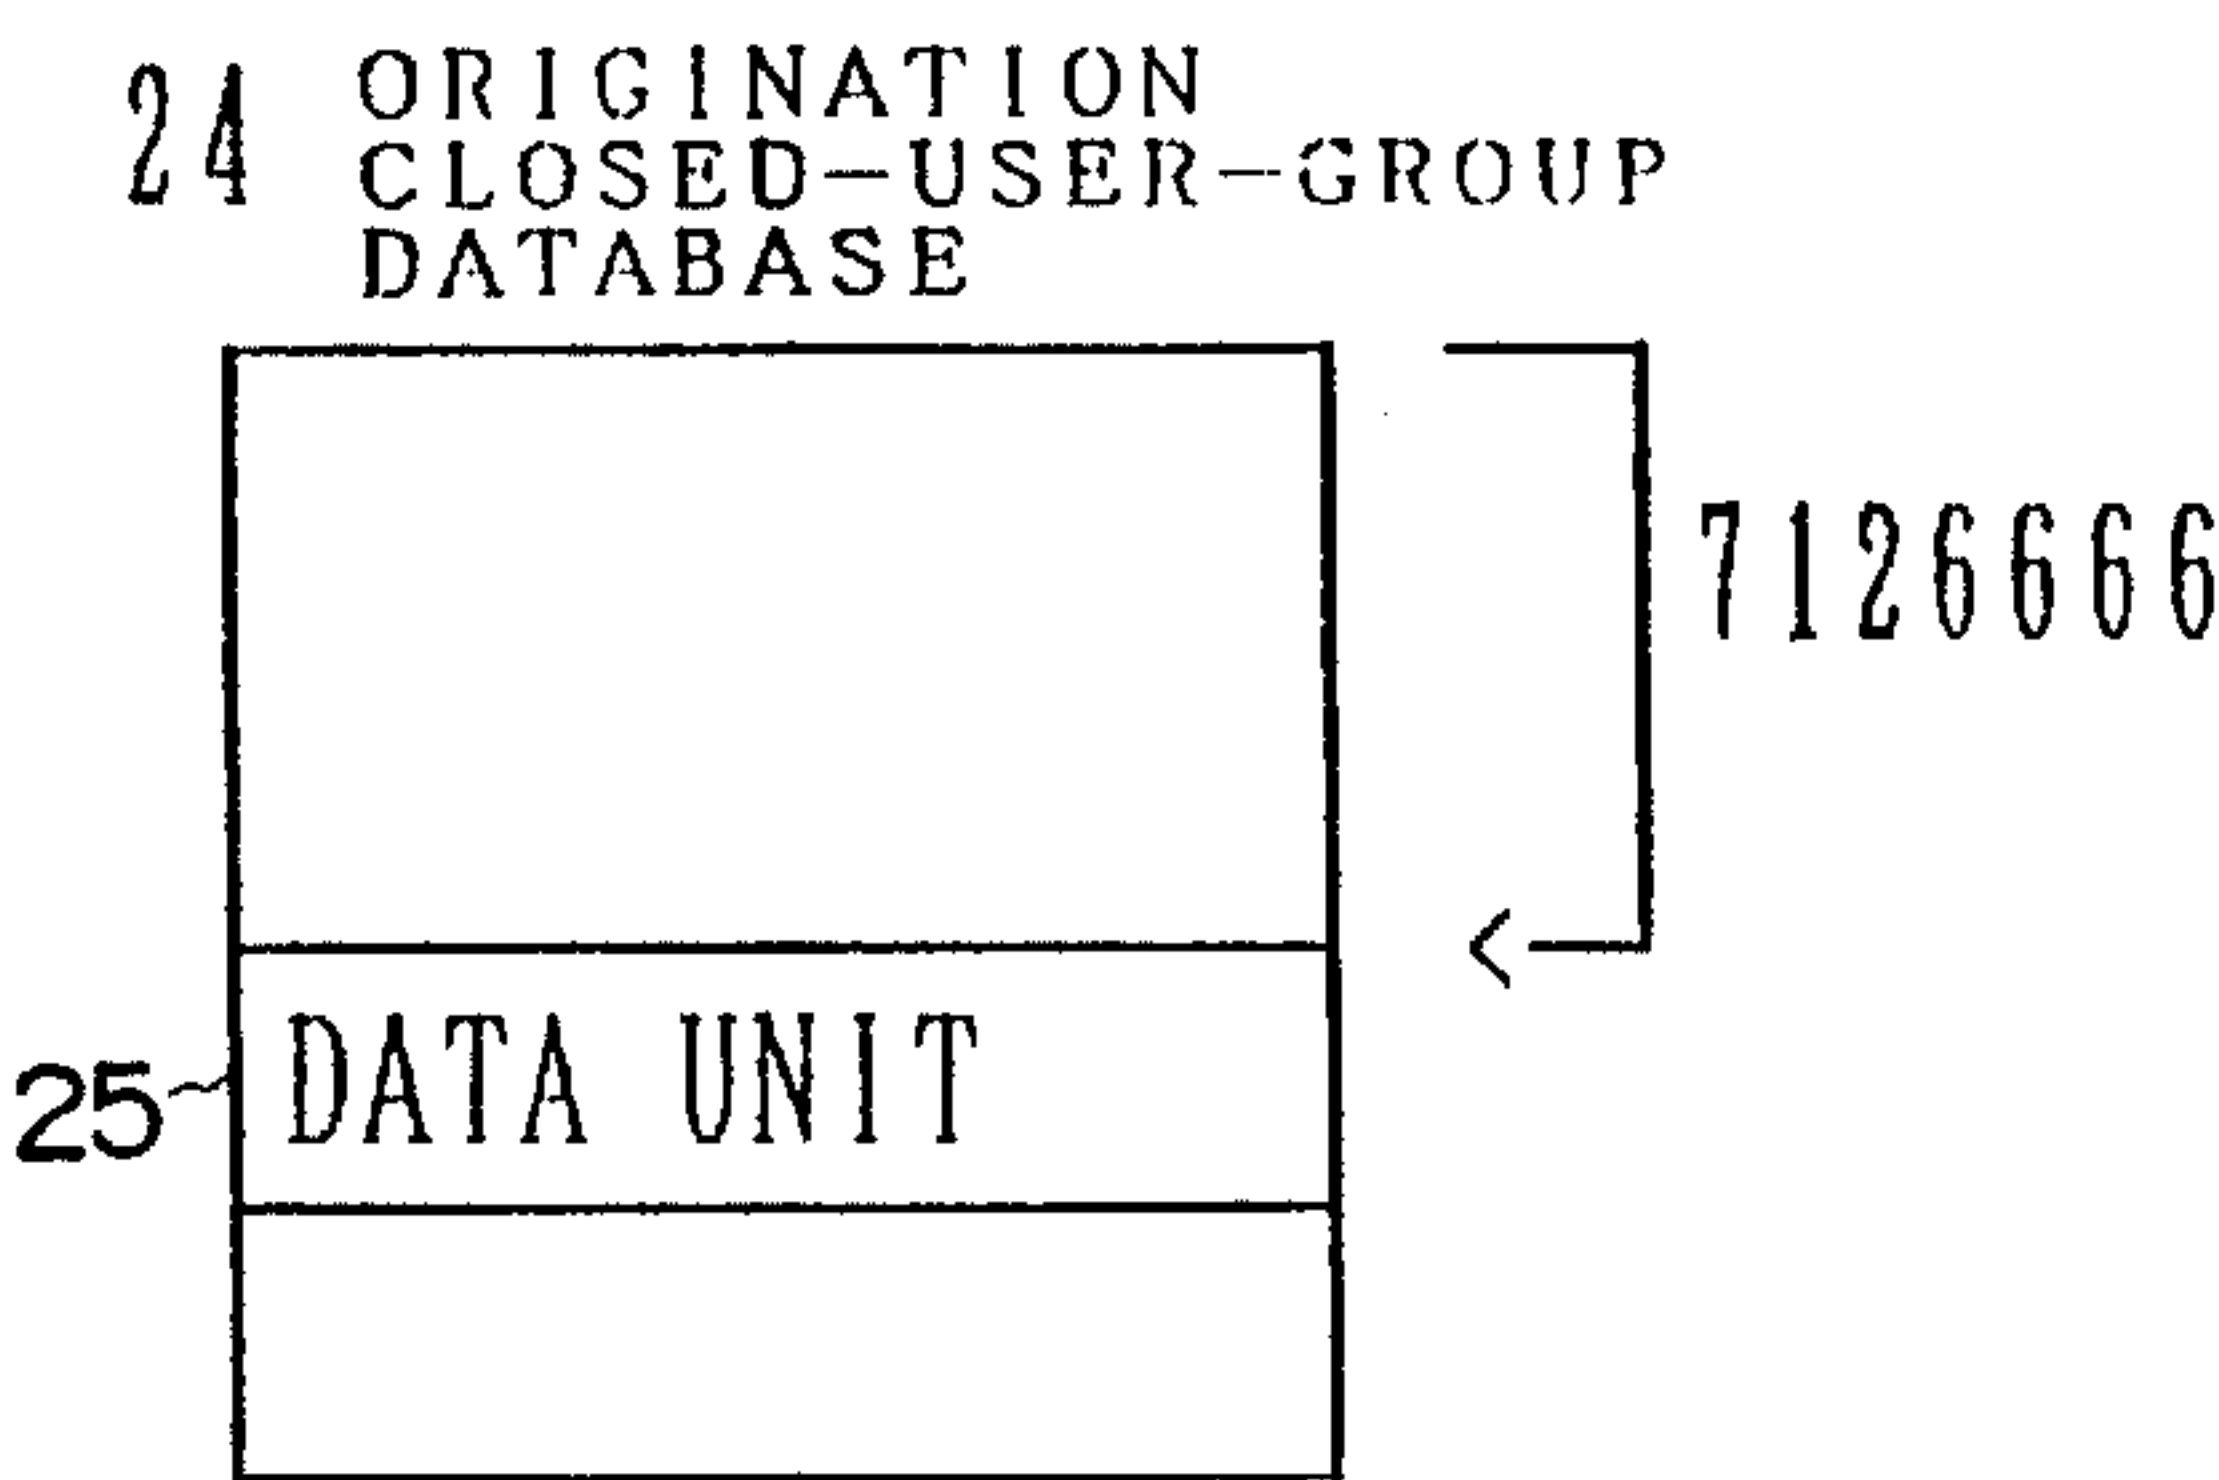 24 ORIGINATION
CLOSED-USER-GROUP
DATABASE
7126666
25 DATA UNIT